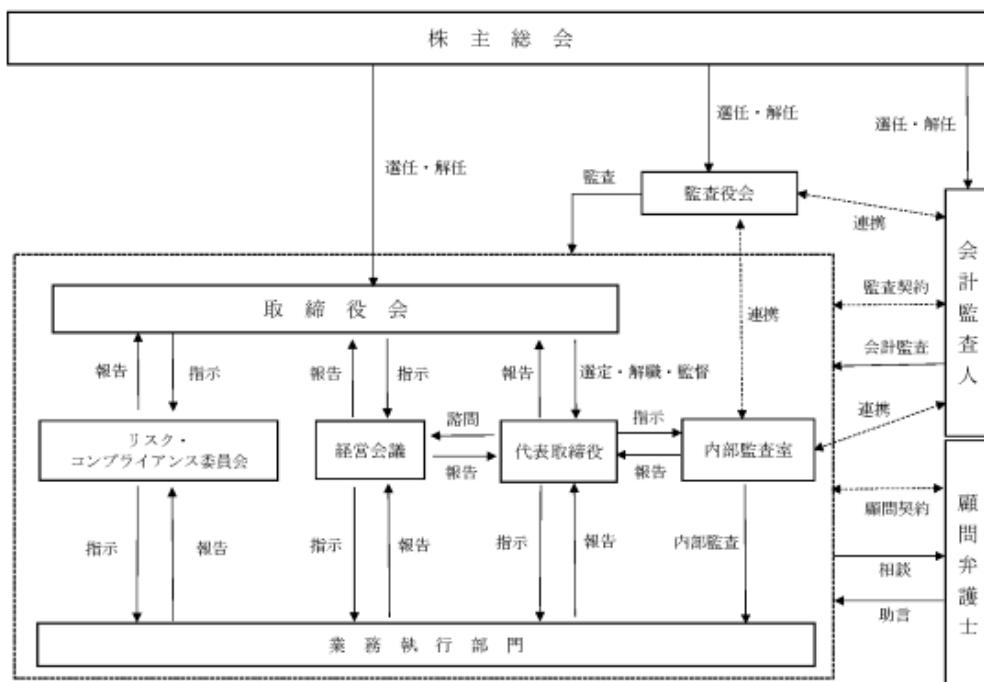 株主総会
選任・解任
選任・解任
選任・解任
監査
監査役会
連携
会計監査人
監査契約
取締役会
連携
会計監査
報告
指示
報告
指示
報告
選定・解職・監督
連携
リスク・
コンプライアンス委員会
経営会議
諮問
報告
代表取締役
指示
報告
内部監査室
顧問契約
顧問弁護士
指示
報告
指示
報告
指示
報告
内部監査
相談
助言
業務執行部門